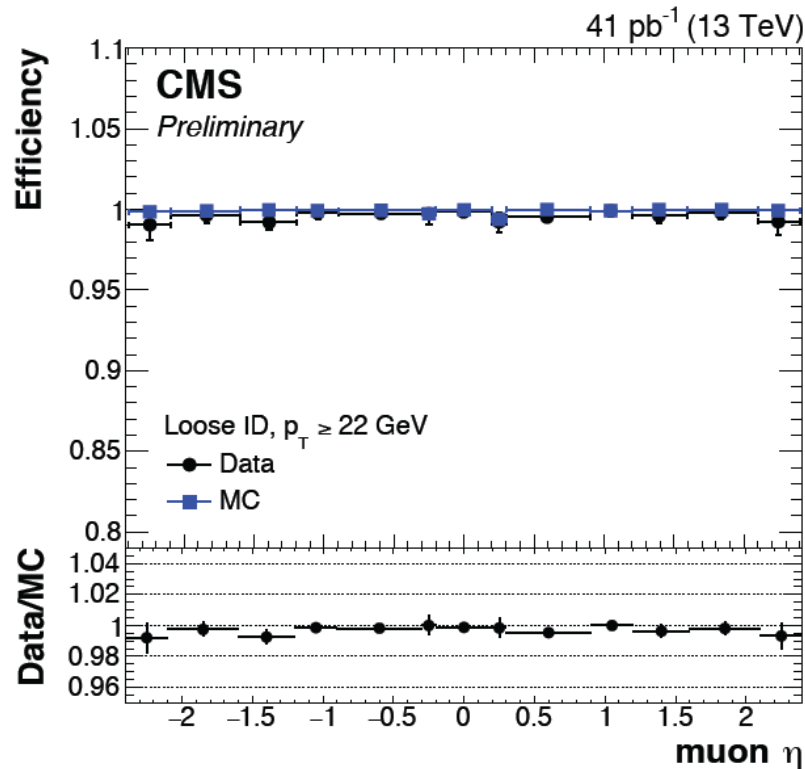 41 pb⁻¹ (13 TeV)
CMS
Preliminary
Efficiency
1.1
1.05
1
0.95
0.9
0.85
0.8
Loose ID, p_T ≥ 22 GeV
Data
MC
Data/MC
1.04
1.02
1
0.98
0.96
−2 −1.5 −1 −0.5 0 0.5 1 1.5 2
muon η